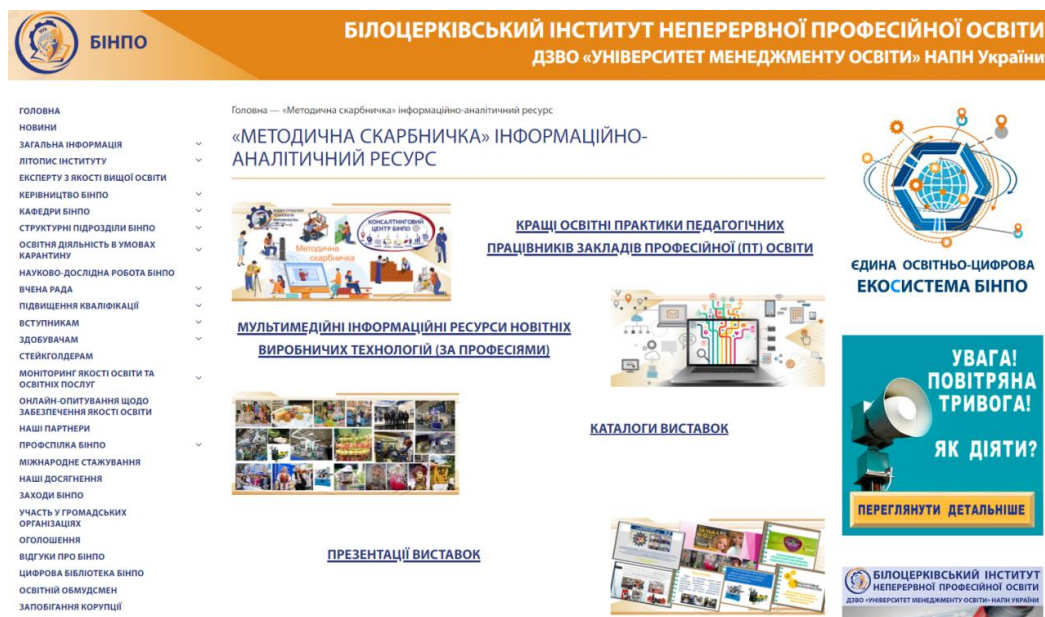 БІНПО
БІЛОЦЕРКІВСЬКИЙ ІНСТИТУТ НЕПЕРЕРВНОЇ ПРОФЕСІЙНОЇ ОСВІТИ
ДЗВО «УНІВЕРСИТЕТ МЕНЕДЖМЕНТУ ОСВІТИ» НАПН України
ГОЛОВНА
НОВИНИ
ЗАГАЛЬНА ІНФОРМАЦІЯ
ЛІТОПИС ІНСТИТУТУ
ЕКСПЕРТУ З ЯКОСТІ ВИЩОЇ ОСВІТИ
КЕРІВНИЦТВО БІНПО
КАФЕДРИ БІНПО
СТРУКТУРНІ ПІДРОЗДІЛИ БІНПО
ОСВІТНЯ ДІЯЛЬНІСТЬ В УМОВАХ
КАРАНТИНУ
НАУКОВО-ДОСЛІДНА РОБОТА БІНПО
ВЧЕНА РАДА
ПІДВИЩЕННЯ КВАЛІФІКАЦІЇ
ВСТУПНИКАМ
ЗДОБУВАЧАМ
СТЕЙКГОЛДЕРАМ
МОНІТОРИНГ ЯКОСТІ ОСВІТИ ТА
ОСВІТНІХ ПОСЛУГ
ОНЛАЙН-ОПИТУВАННЯ ЩОДО
ЗАБЕЗПЕЧЕННЯ ЯКОСТІ ОСВІТИ
НАШІ ПАРТНЕРИ
ПРОФСПІЛКА БІНПО
МІЖНАРОДНЕ СТАЖУВАННЯ
НАШІ ДОСЯГНЕННЯ
ЗАХОДИ БІНПО
УЧАСТЬ У ГРОМАДСЬКИХ
ОРГАНІЗАЦІЯХ
ОГОЛОШЕННЯ
ВІДГУКИ ПРО БІНПО
ЦИФРОВА БІБЛІОТЕКА БІНПО
ОСВІТНІЙ ОБМУДСМЕН
ЗАПОБІГАННЯ КОРУПЦІЇ
Головна — «Методична скарбничка» інформаційно-аналітичний ресурс
«МЕТОДИЧНА СКАРБНИЧКА» ІНФОРМАЦІЙНО-
АНАЛІТИЧНИЙ РЕСУРС
КОНСАЛТИНГОВИЙ
ЦЕНТР БІНПО
Методична
скарбничка
КРАЩІ ОСВІТНІ ПРАКТИКИ ПЕДАГОГІЧНИХ
ПРАЦІВНИКІВ ЗАКЛАДІВ ПРОФЕСІЙНОЇ (ПТ) ОСВІТИ
МУЛЬТИМЕДІЙНІ ІНФОРМАЦІЙНІ РЕСУРСИ НОВІТНІХ
ВИРОБНИЧИХ ТЕХНОЛОГІЙ (ЗА ПРОФЕСІЯМИ)
КАТАЛОГИ ВИСТАВОК
ПРЕЗЕНТАЦІЇ ВИСТАВОК
ЄДИНА ОСВІТНЬО-ЦИФРОВА
ЕКОСИСТЕМА БІНПО
УВАГА!
ПОВІТРЯНА
ТРИВОГА!
ЯК ДІЯТИ?
ПЕРЕГЛЯНУТИ ДЕТАЛЬНІШЕ
БІЛОЦЕРКІВСЬКИЙ ІНСТИТУТ
НЕПЕРЕРВНОЇ ПРОФЕСІЙНОЇ ОСВІТИ
ДЗВО «УНІВЕРСИТЕТ МЕНЕДЖМЕНТУ ОСВІТИ» НАПН УКРАЇНИ